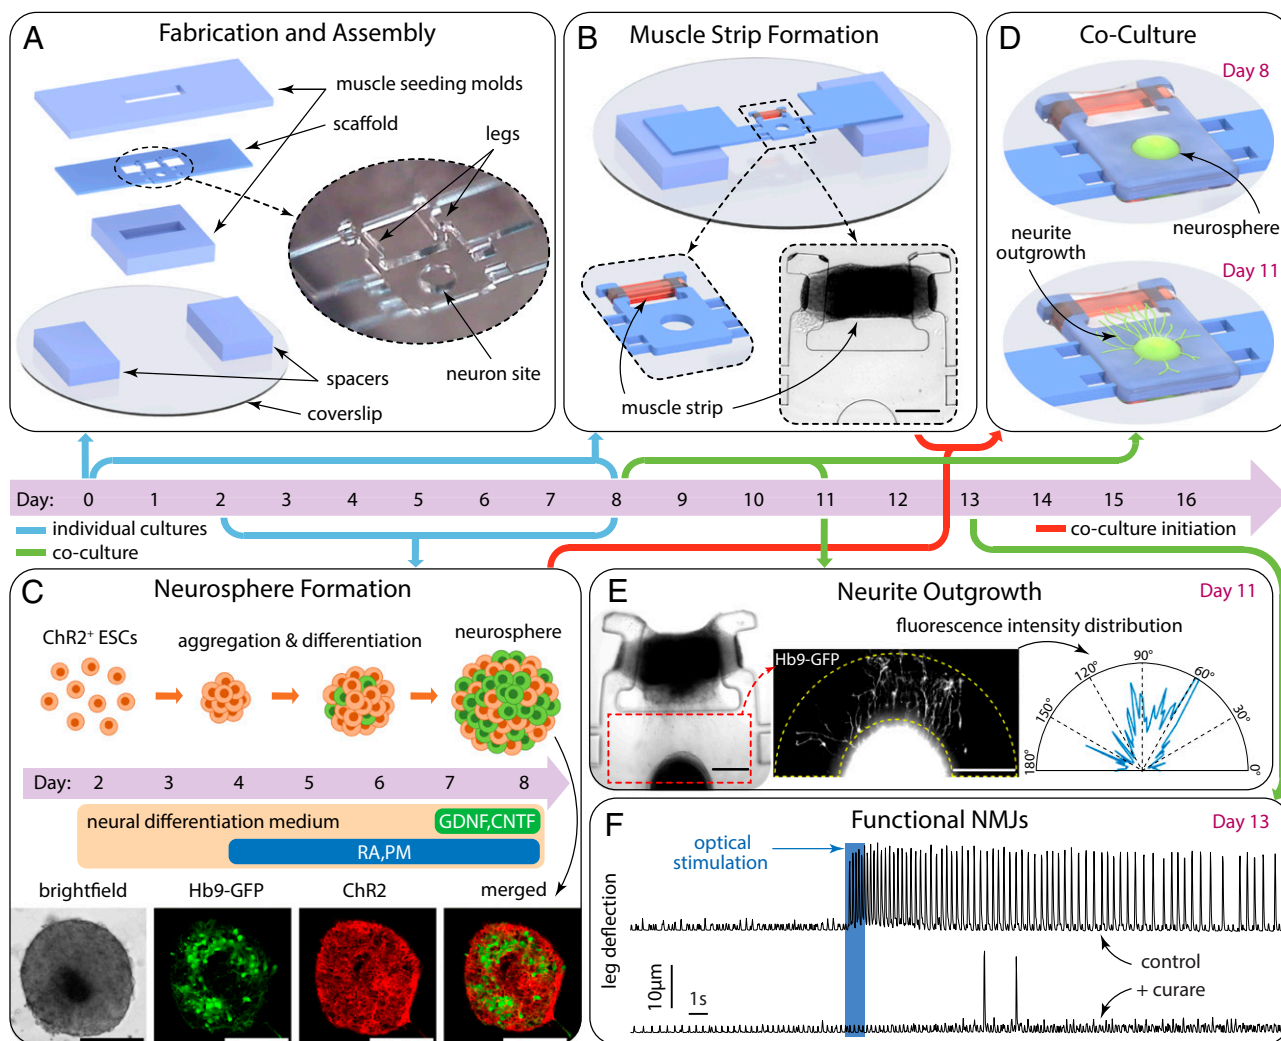 A
Fabrication and Assembly
muscle seeding molds
scaffold
legs
neuron site
spacers
coverslip
B
Muscle Strip Formation
muscle strip
D
Co-Culture
Day 8
neurosphere
neurite
outgrowth
Day 11
Day: 0 1 2 3 4 5 6 7 8 9 10 11 12 13 14 15 16
individual cultures
co-culture
co-culture initiation
C
Neurosphere Formation
ChR2⁺ ESCs
aggregation & differentiation
neurosphere
Day: 2 3 4 5 6 7 8
neural differentiation medium
GDNF,CNTF
RA,PM
brightfield
Hb9-GFP
ChR2
merged
E
Neurite Outgrowth
Day 11
fluorescence intensity distribution
Hb9-GFP
180°
150°
120°
90°
60°
30°
0°
F
Functional NMJs
Day 13
optical
stimulation
leg deflection
10µm
1s
control
+ curare